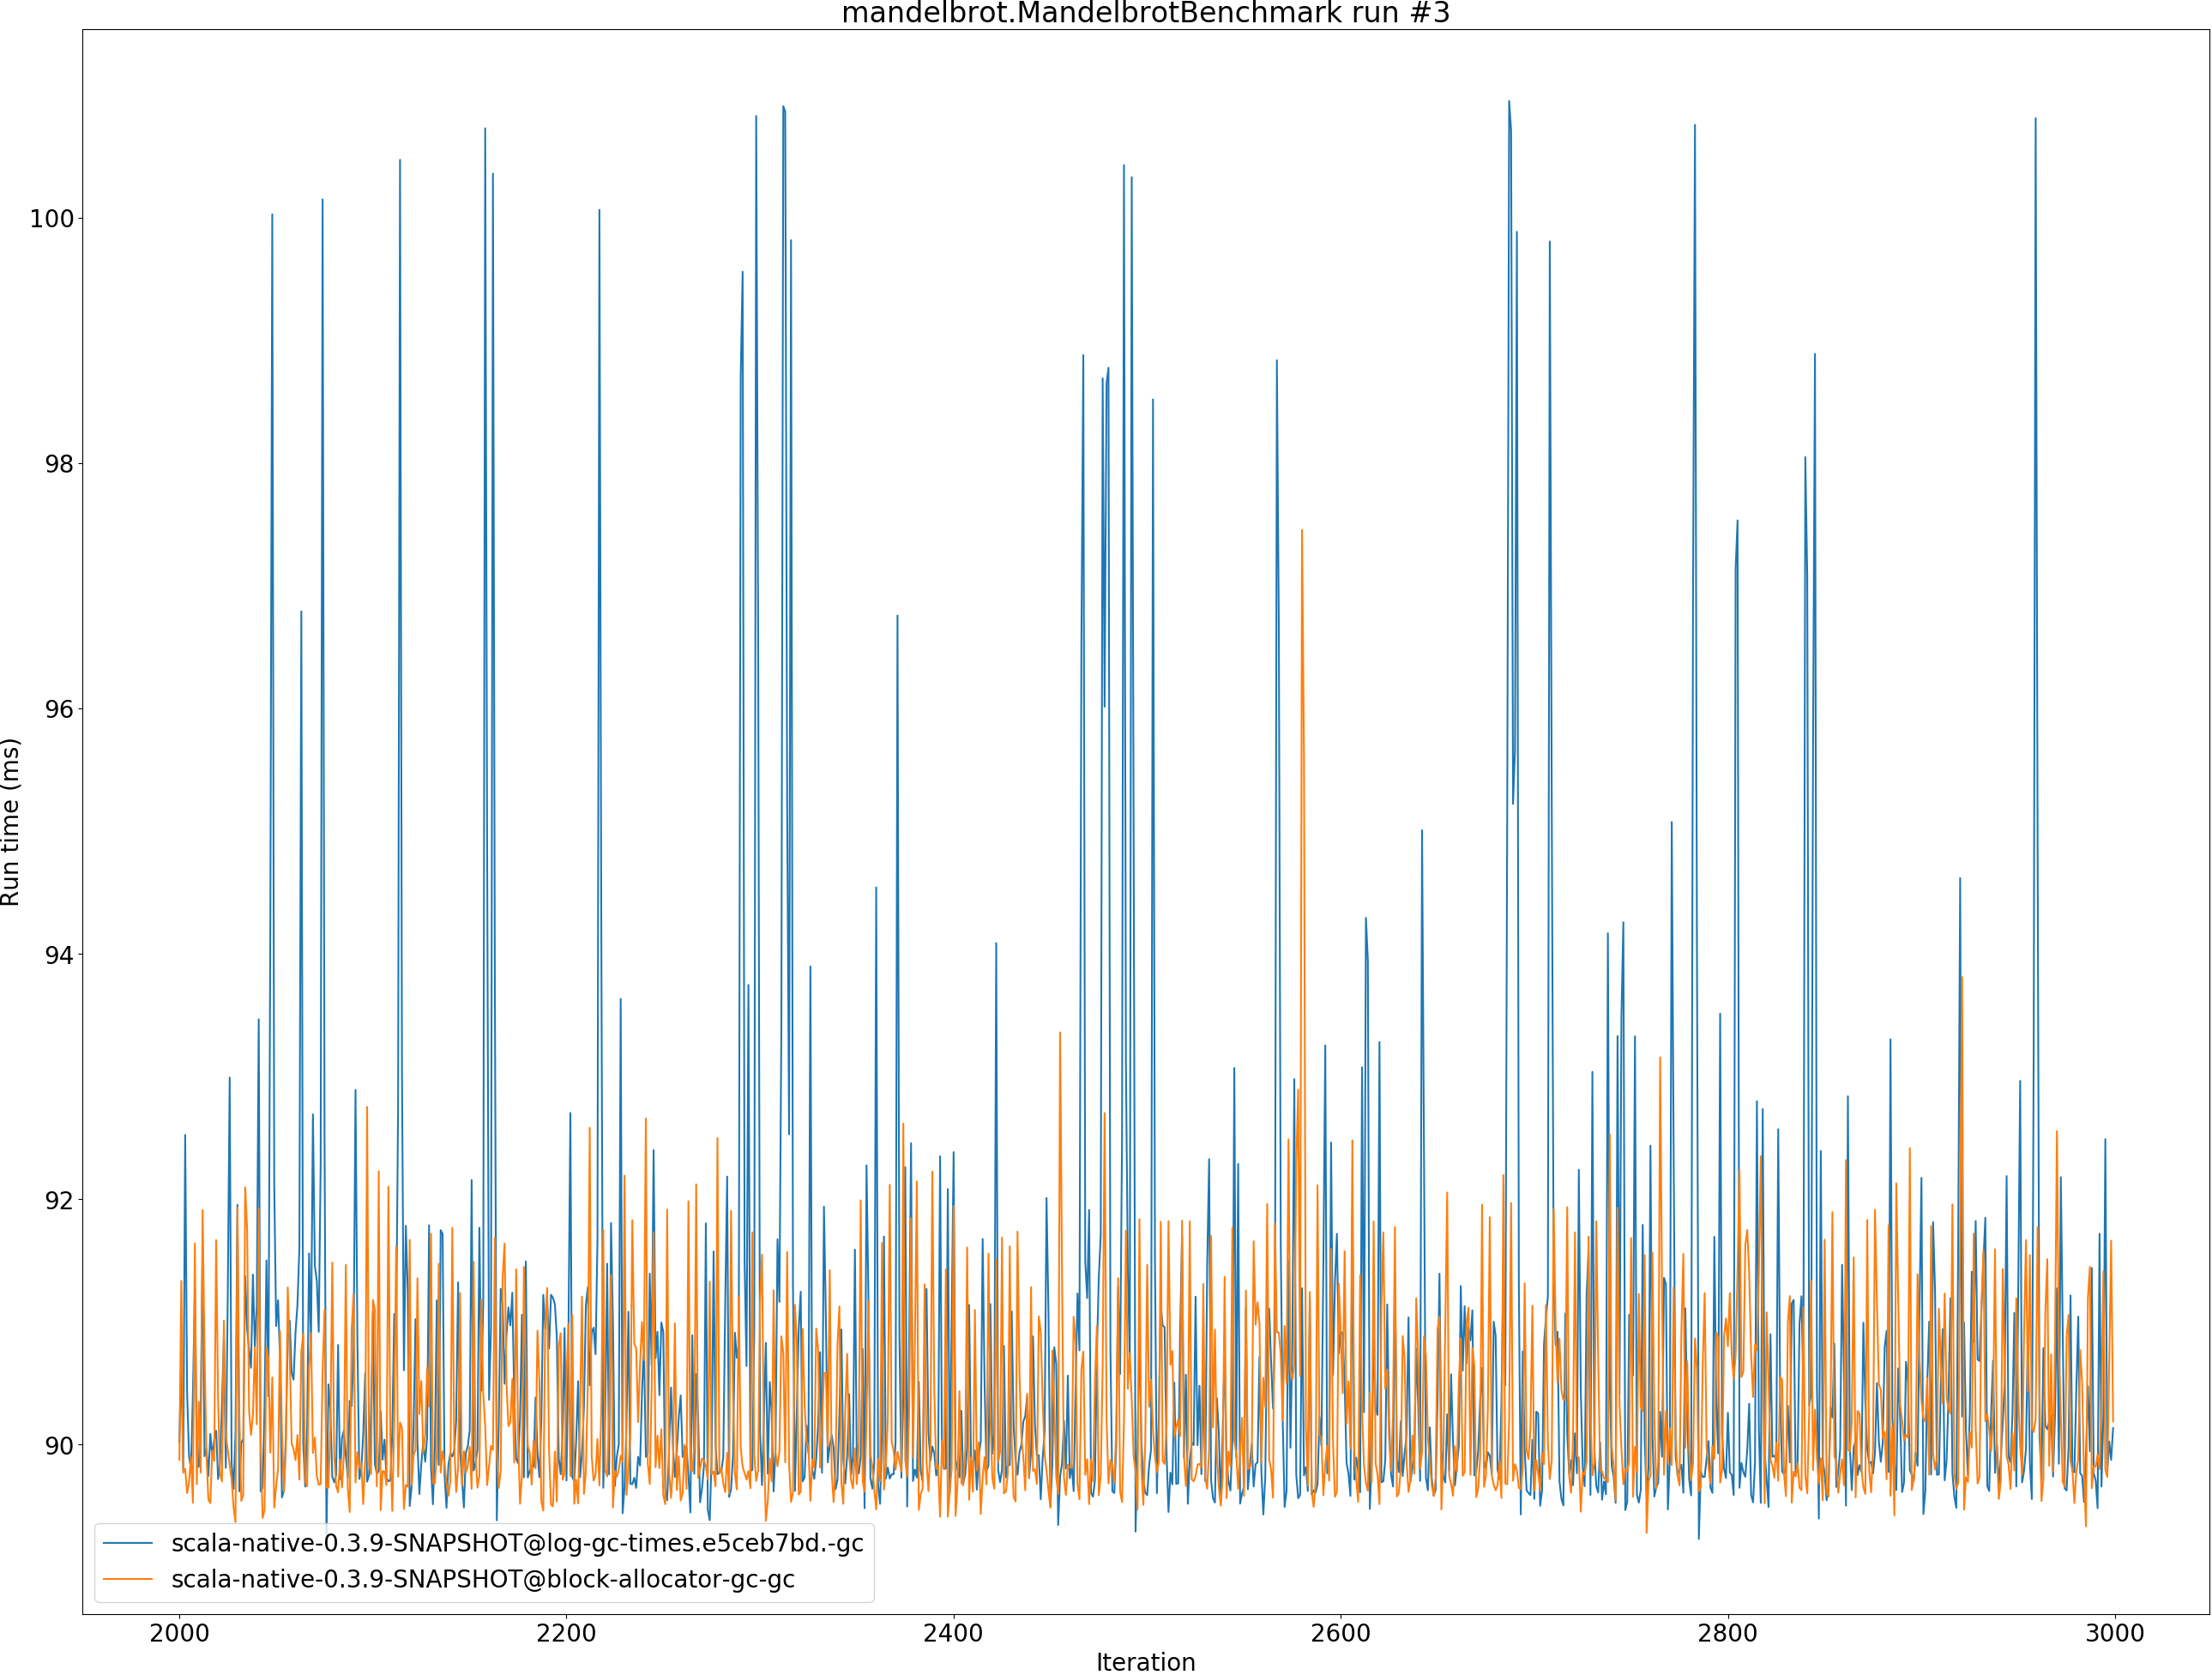 mandelbrot.MandelbrotBenchmark run #3
Run time (ms)
100
98
96
94
92
90
scala-native-0.3.9-SNAPSHOT@log-gc-times.e5ceb7bd.-gc
scala-native-0.3.9-SNAPSHOT@block-allocator-gc-gc
2000 2200 2400 2600 2800 3000
Iteration